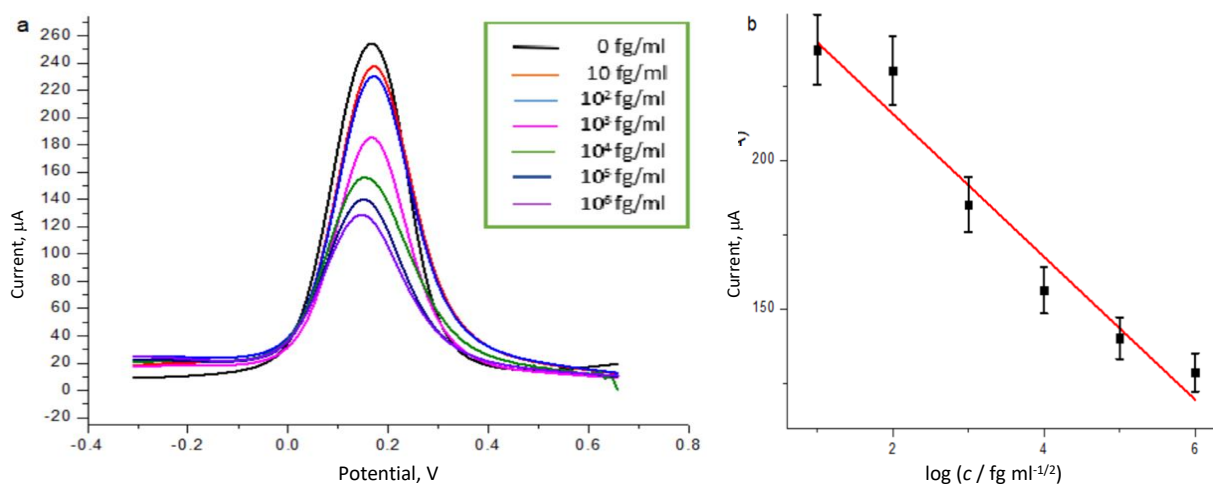 a
260
240
220
200
180
160
140
120
100
80
60
40
20
0
-20
Current, µA
-0.4
-0.2
0.0
0.2
0.4
0.6
0.8
Potential, V
0 fg/ml
10 fg/ml
10² fg/ml
10³ fg/ml
10⁴ fg/ml
10⁵ fg/ml
10⁶ fg/ml
b
200
150
Current, µA
2
4
6
log (c / fg ml⁻¹/²)